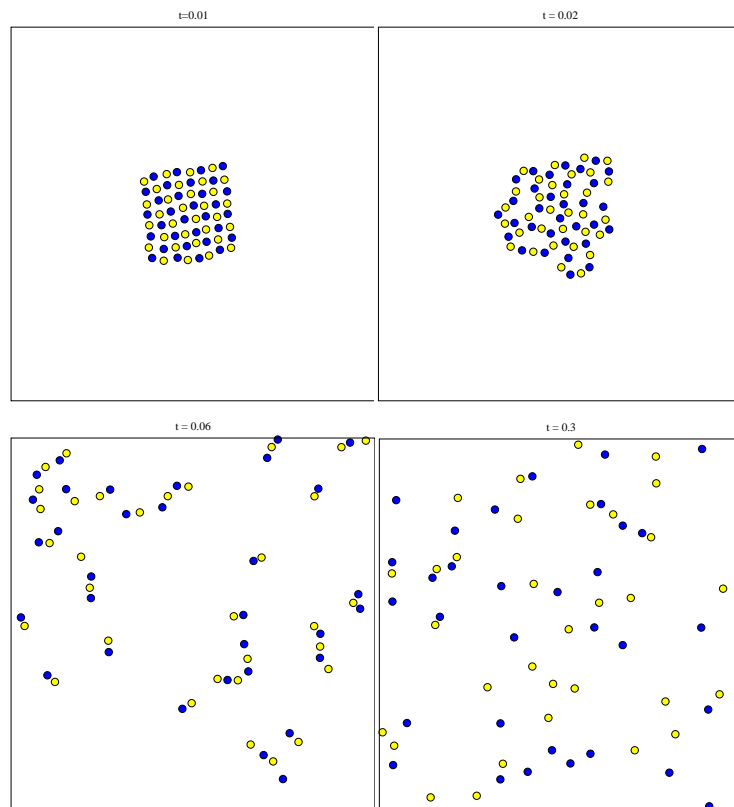 t=0.01
t = 0.02
t = 0.06
t = 0.3